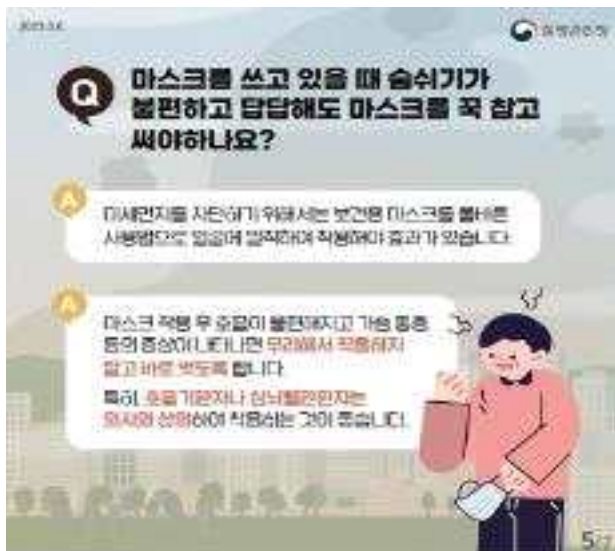 질병관리청
Q
마스크를 쓰고 있을 때 숨쉬기가
불편하고 답답해도 마스크를 꼭 참고
써야하나요?
A
미세먼지를 차단하기 위해서는 보건용 마스크를 올바른
사용법으로 얼굴에 밀착하여 착용해야 효과가 있습니다.
A
마스크 착용 후 호흡이 불편해지고 가슴 통증
등의 증상이 나타나면 무리해서 착용하지
말고 바로 벗도록 합니다.
특히, 호흡기환자나 심뇌혈관환자는
의사와 상의하여 착용하는 것이 좋습니다.
5